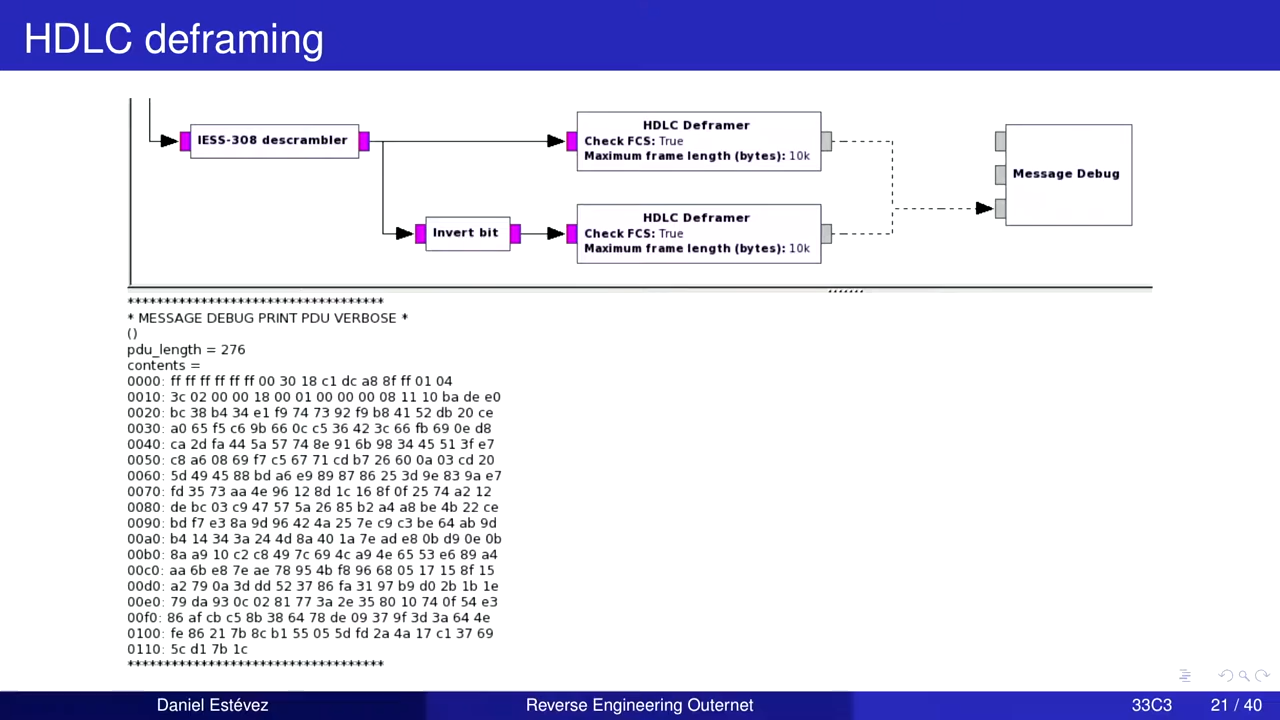 HDLC deframing
IESS-308 descrambler
HDLC Deframer
Check FCS: True
Maximum frame length (bytes): 10k
Message Debug
Invert bit
HDLC Deframer
Check FCS: True
Maximum frame length (bytes): 10k
***********************************
* MESSAGE DEBUG PRINT PDU VERBOSE *
()
pdu_length = 276
contents =
0000: ff ff ff ff ff ff 00 30 18 c1 dc a8 8f ff 01 04
0010: 3c 02 00 00 18 00 01 00 00 00 08 11 10 ba de e0
0020: bc 38 b4 34 e1 f9 74 73 92 f9 b8 41 52 db 20 ce
0030: a0 65 f5 c6 9b 66 0c c5 36 42 3c 66 fb 69 0e d8
0040: ca 2d fa 44 5a 57 74 8e 91 6b 98 34 45 51 3f e7
0050: c8 a6 08 69 f7 c5 67 71 cd b7 26 60 0a 03 cd 20
0060: 5d 49 45 88 bd a6 e9 89 87 86 25 3d 9e 83 9a e7
0070: fd 35 73 aa 4e 96 12 8d 1c 16 8f 0f 25 74 a2 12
0080: de bc 03 c9 47 57 5a 26 85 b2 a4 a8 be 4b 22 ce
0090: bd f7 e3 8a 9d 96 42 4a 25 7e c9 c3 be 64 ab 9d
00a0: b4 14 34 3a 24 4d 8a 40 1a 7e ad e8 0b d9 0e 0b
00b0: 8a a9 10 c2 c8 49 7c 69 4c a9 4e 65 53 e6 89 a4
00c0: aa 6b e8 7e ae 78 95 4b f8 96 68 05 17 15 8f 15
00d0: a2 79 0a 3d dd 52 37 86 fa 31 97 b9 d0 2b 1b 1e
00e0: 79 da 93 0c 02 81 77 3a 2e 35 80 10 74 0f 54 e3
00f0: 86 af cb c5 8b 38 64 78 de 09 37 9f 3d 3a 64 4e
0100: fe 86 21 7b 8c b1 55 05 5d fd 2a 4a 17 c1 37 69
0110: 5c d1 7b 1c
***********************************
Daniel Estévez
Reverse Engineering Outernet
33C3
21 / 40